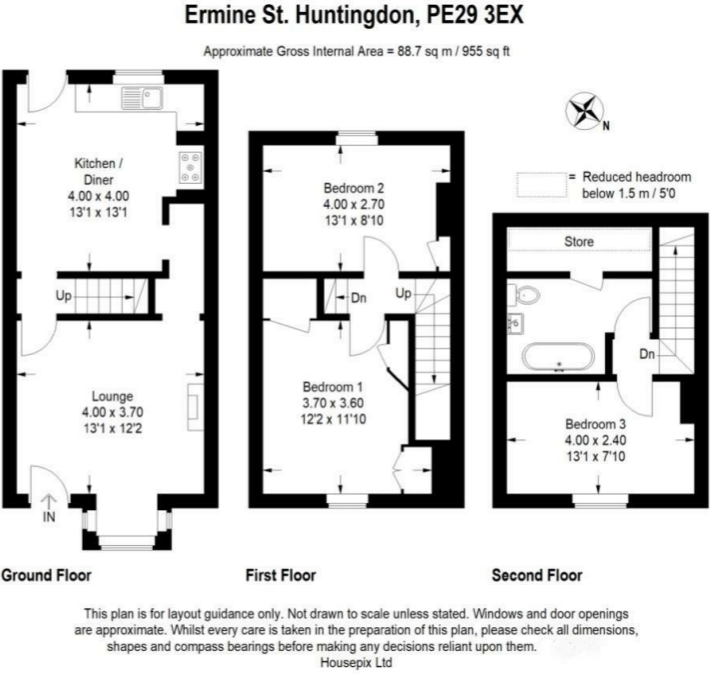 Ermine St. Huntingdon, PE29 3EX
Approximate Gross Internal Area = 88.7 sq m / 955 sq ft
N
= Reduced headroom
below 1.5 m / 5'0
Kitchen /
Diner
4.00 x 4.00
13'1 x 13'1
Up
Lounge
4.00 x 3.70
13'1 x 12'2
IN
Ground Floor
Bedroom 2
4.00 x 2.70
13'1 x 8'10
Dn
Up
Bedroom 1
3.70 x 3.60
12'2 x 11'10
First Floor
Store
Dn
Bedroom 3
4.00 x 2.40
13'1 x 7'10
Second Floor
This plan is for layout guidance only. Not drawn to scale unless stated. Windows and door openings
are approximate. Whilst every care is taken in the preparation of this plan, please check all dimensions,
shapes and compass bearings before making any decisions reliant upon them.
Housepix Ltd